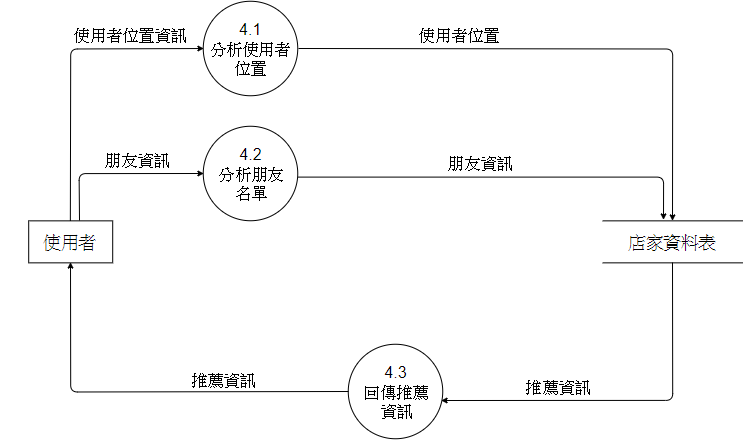 4.1
分析使用者
位置
使用者位置資訊
使用者位置
4.2
分析朋友
名單
朋友資訊
朋友資訊
使用者
店家資料表
4.3
回傳推薦
資訊
推薦資訊
推薦資訊